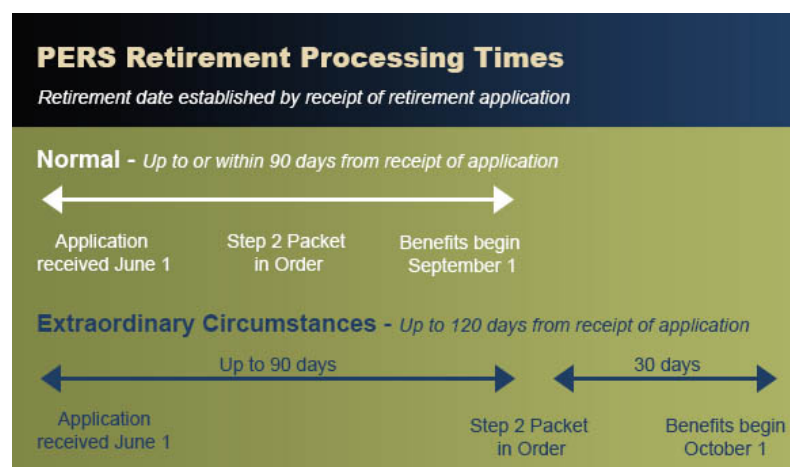 PERS Retirement Processing Times
Retirement date established by receipt of retirement application
Normal - Up to or within 90 days from receipt of application
Application
received June 1
Step 2 Packet
in Order
Benefits begin
September 1
Extraordinary Circumstances - Up to 120 days from receipt of application
Up to 90 days
30 days
Application
received June 1
Step 2 Packet
in Order
Benefits begin
October 1